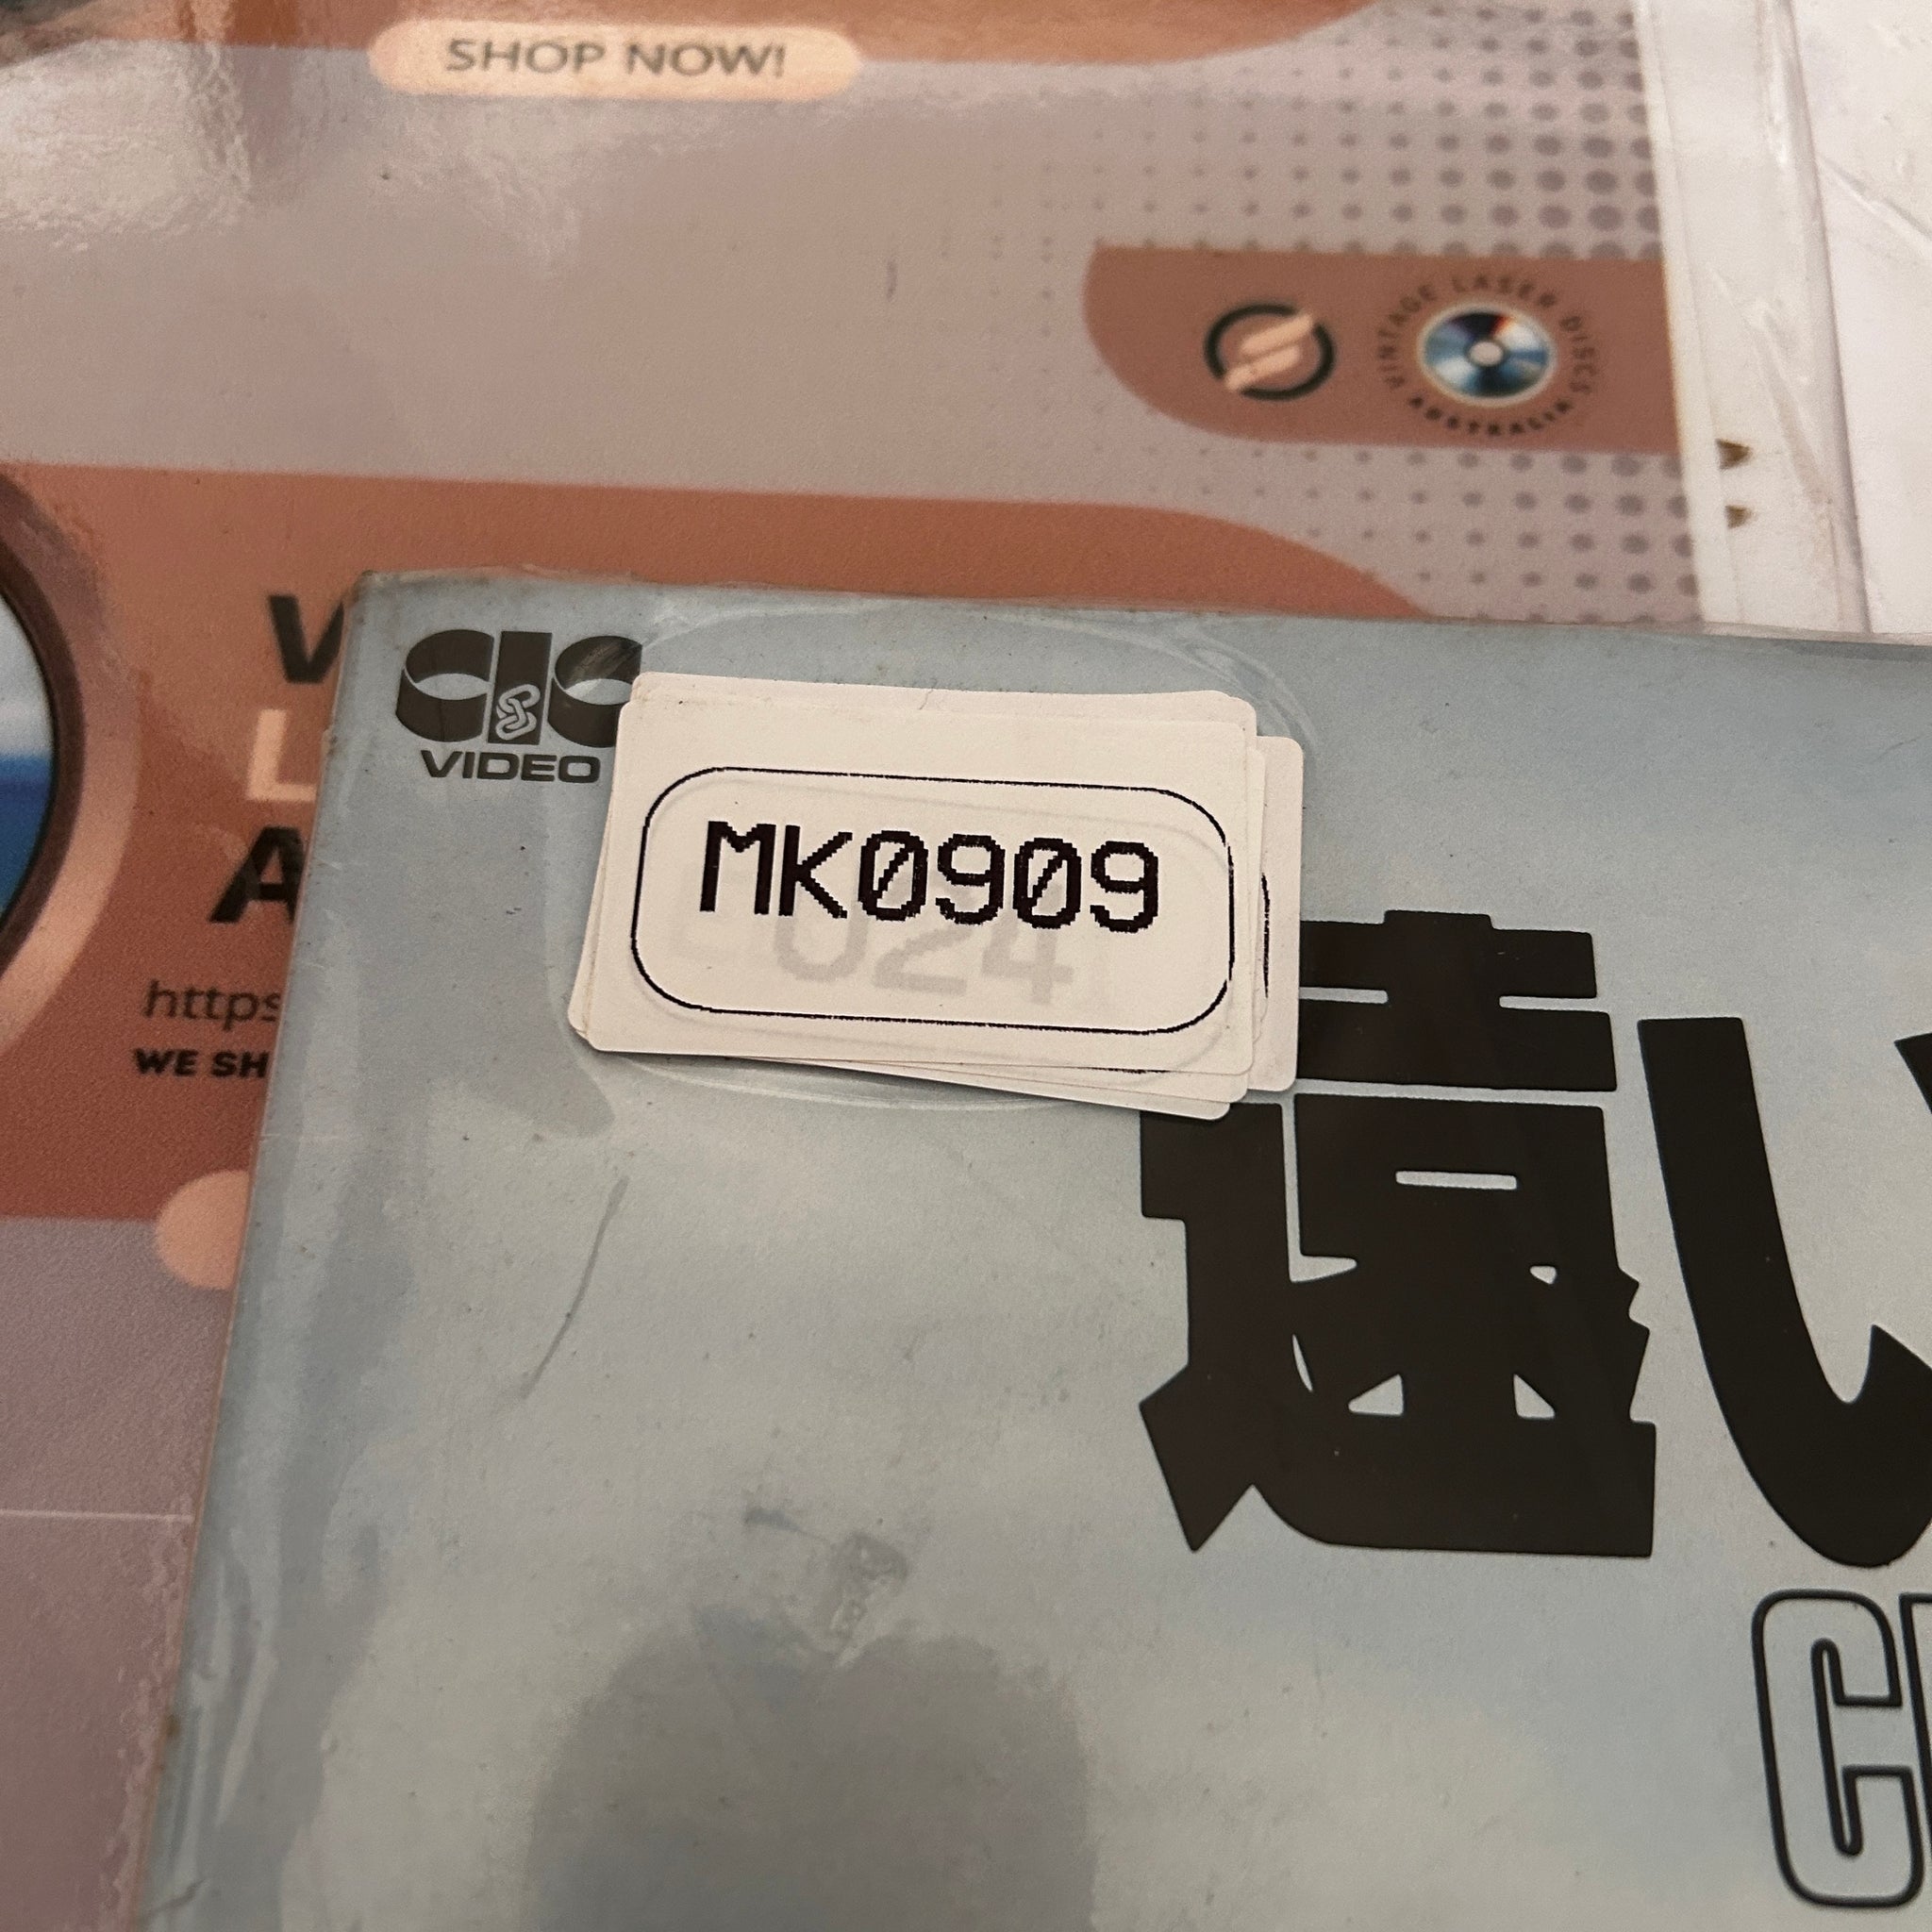 SHOP NOW!
VINTAGE LASER DISCS
AUSTRALIA
V
L
A
https
WE SH
CIC
VIDEO
MK0909
024
遠い
C